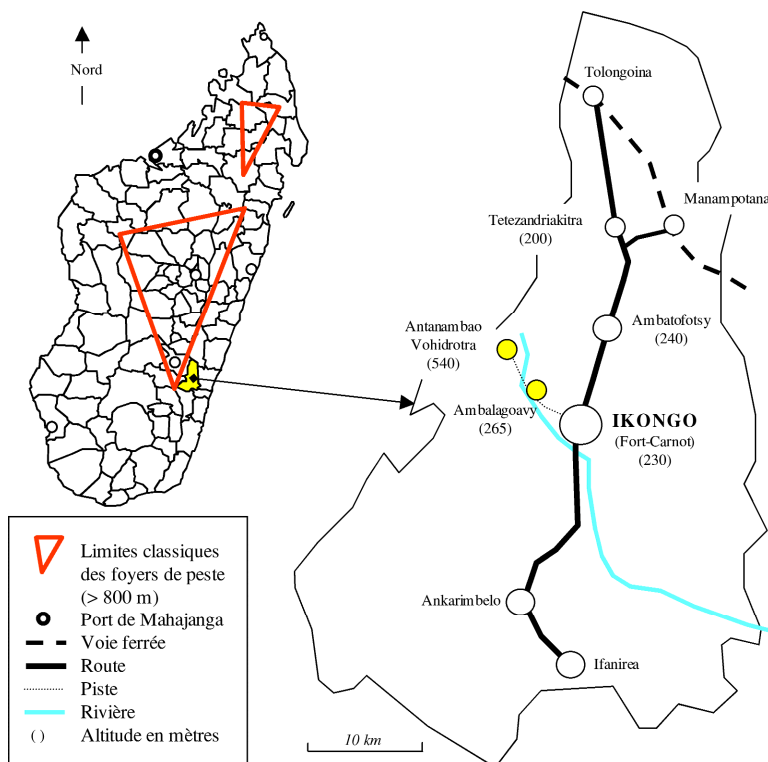 Nord
Tolongoina
Manampotana
Tetezandriakitra
(200)
Ambatofotsy
(240)
Antanambao
Vohidrotra
(540)
Ambalagoavy
(265)
IKONGO
(Fort-Carnot)
(230)
Ankarimbelo
Ifanirea
10 km
Limites classiques
des foyers de peste
(> 800 m)
Port de Mahajanga
Voie ferrée
Route
Piste
Rivière
( ) Altitude en mètres